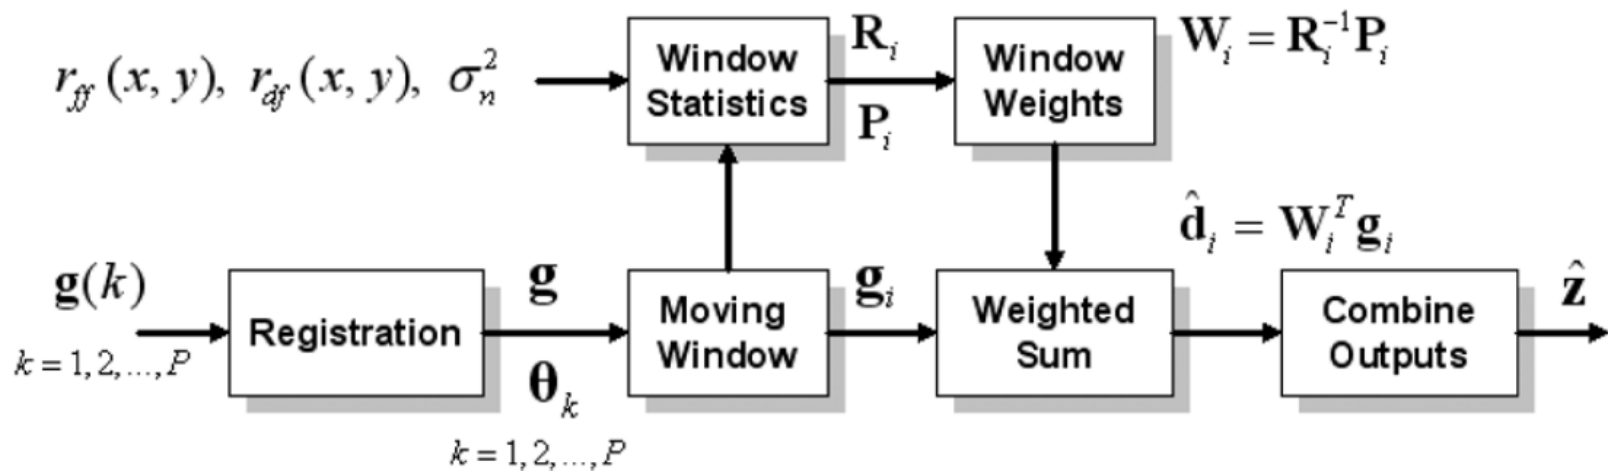 r_ff (x, y), r_df (x, y), σ_n^2
Window
Statistics
R_i
P_i
Window
Weights
W_i = R_i^{-1} P_i
g(k)
k = 1, 2, ..., P
Registration
g
θ_k
k = 1, 2, ..., P
Moving
Window
g_i
Weighted
Sum
d̂_i = W_i^T g_i
Combine
Outputs
ẑ